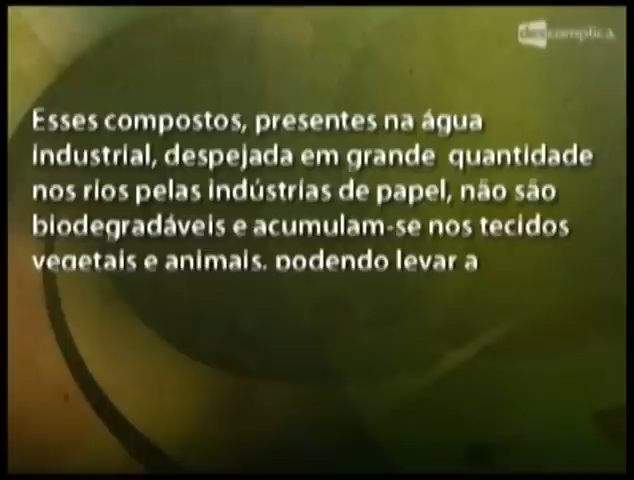 descomplica.
Esses compostos, presentes na água
industrial, despejada em grande quantidade
nos rios pelas indústrias de papel, não são
biodegradáveis e acumulam-se nos tecidos
vegetais e animais, podendo levar a